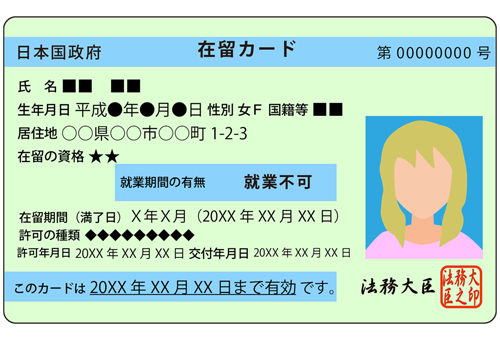 日本国政府 在留カード 第 00000000 号
氏 名 ■■ ■■
生年月日 平成●年●月●日 性別 女F 国籍等 ■■
居住地 ○○県○○市○○町 1-2-3
在留の資格 ★★
就業期間の有無 就業不可
在留期間（満了日） X年X月（20XX 年 XX 月 XX 日）
許可の種類 ◆◆◆◆◆◆◆◆◆
許可年月日 20XX 年 XX 月 XX 日 交付年月日 20XX 年 XX 月 XX 日
このカードは 20XX 年 XX 月 XX 日まで有効 です。
法務大臣 法務大臣之印